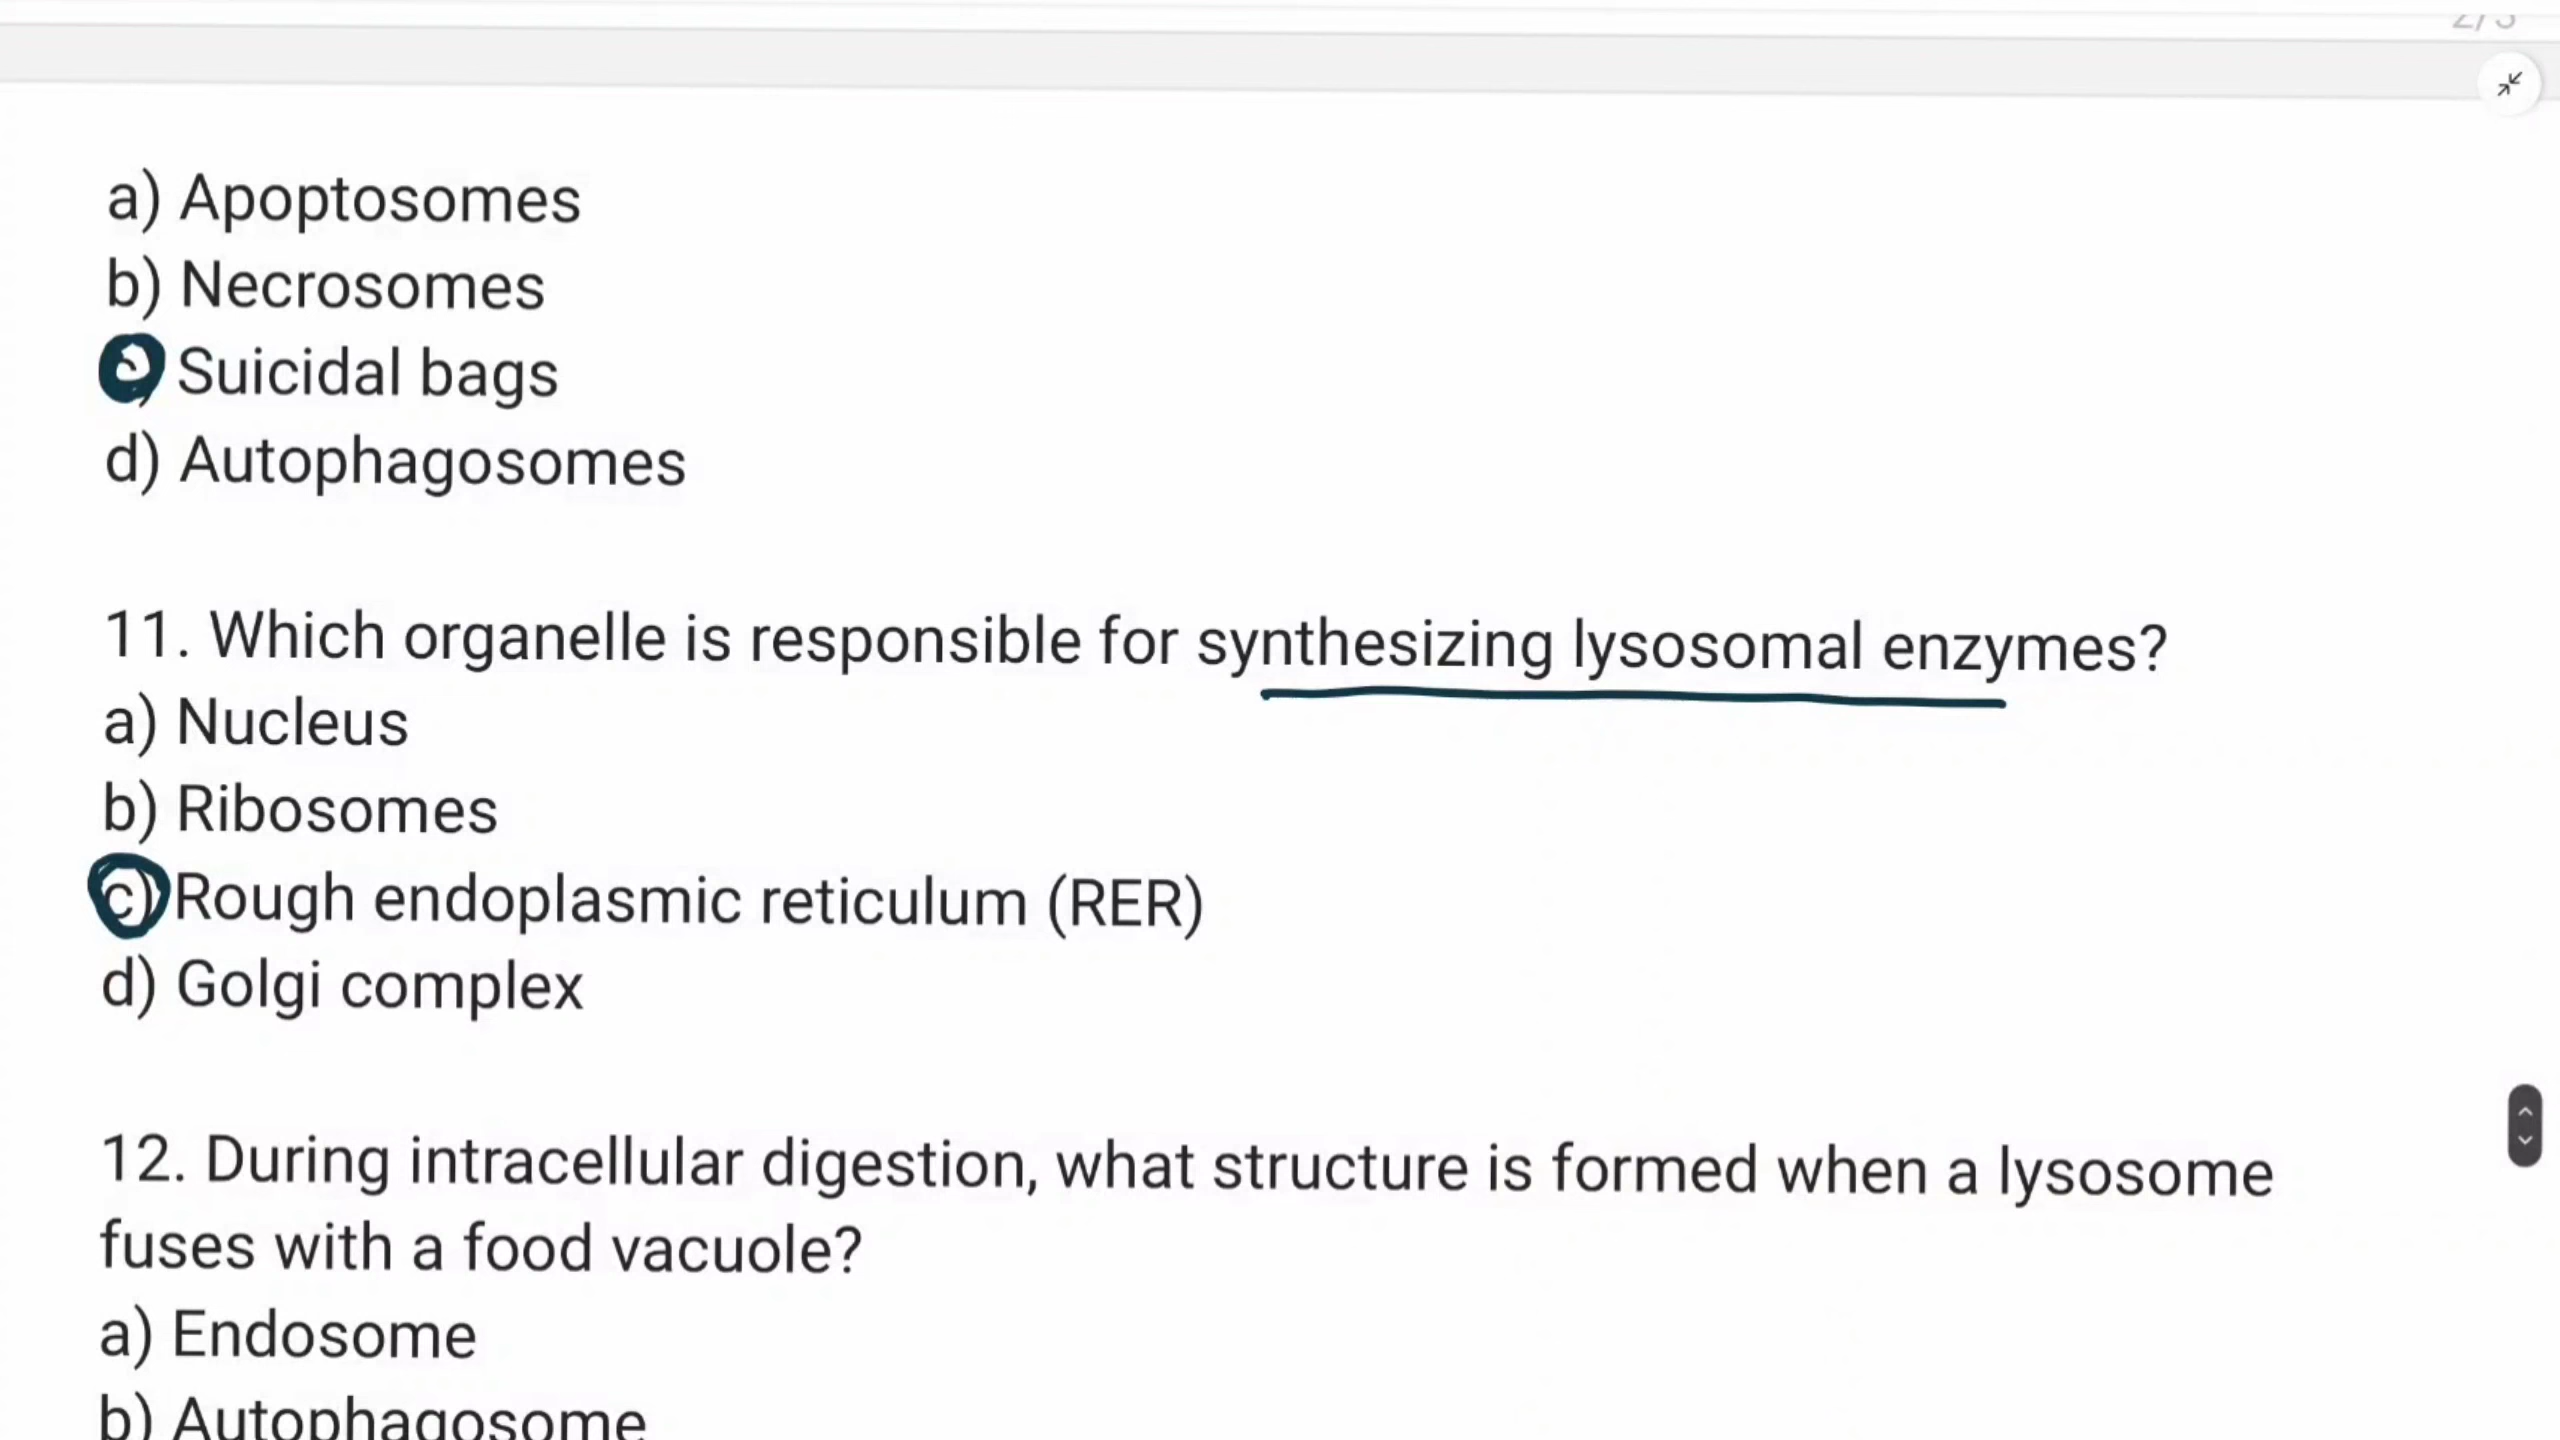 a) Apoptosomes
b) Necrosomes
c) Suicidal bags
d) Autophagosomes
11. Which organelle is responsible for synthesizing lysosomal enzymes?
a) Nucleus
b) Ribosomes
c) Rough endoplasmic reticulum (RER)
d) Golgi complex
12. During intracellular digestion, what structure is formed when a lysosome
fuses with a food vacuole?
a) Endosome
b) Autophagosome